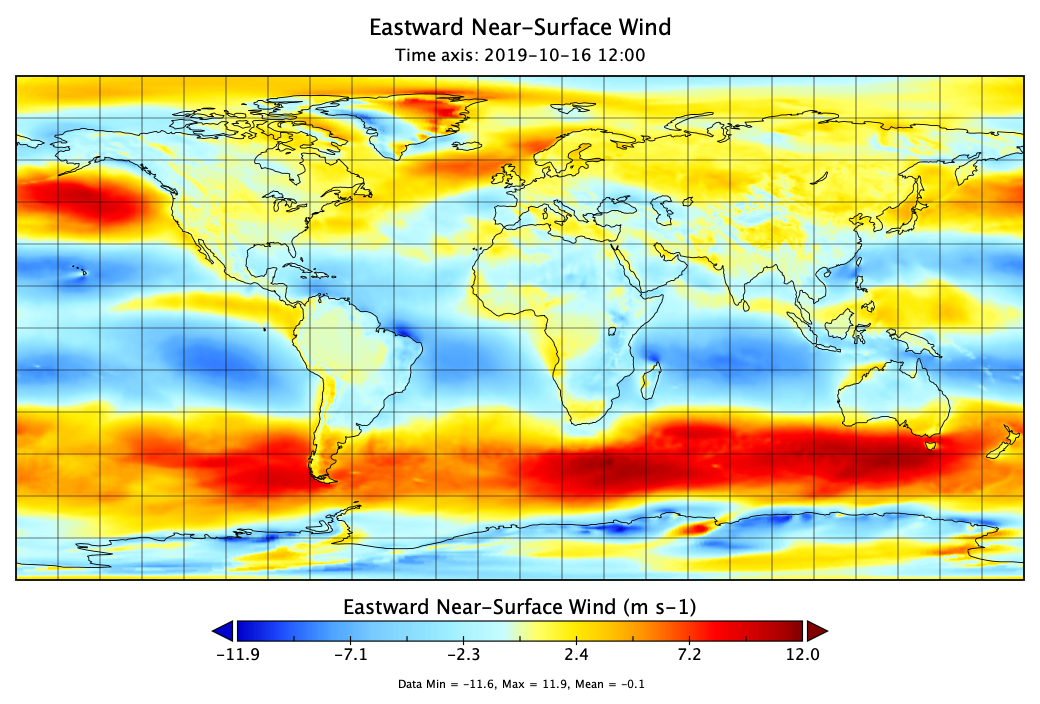 Eastward Near-Surface Wind
Time axis: 2019-10-16 12:00
Eastward Near-Surface Wind (m s-1)
-11.9 -7.1 -2.3 2.4 7.2 12.0
Data Min = -11.6, Max = 11.9, Mean = -0.1